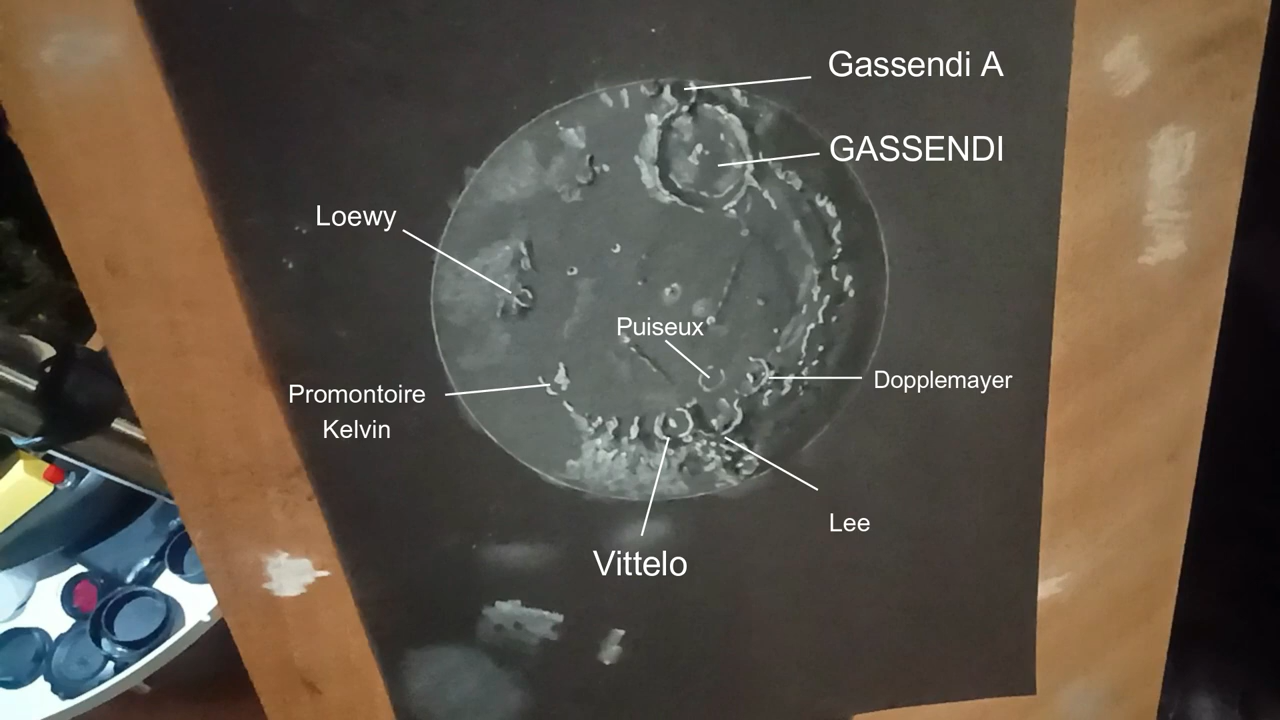 Gassendi A
GASSENDI
Loewy
Puiseux
Promontoire
Kelvin
Dopplemayer
Lee
Vittelo